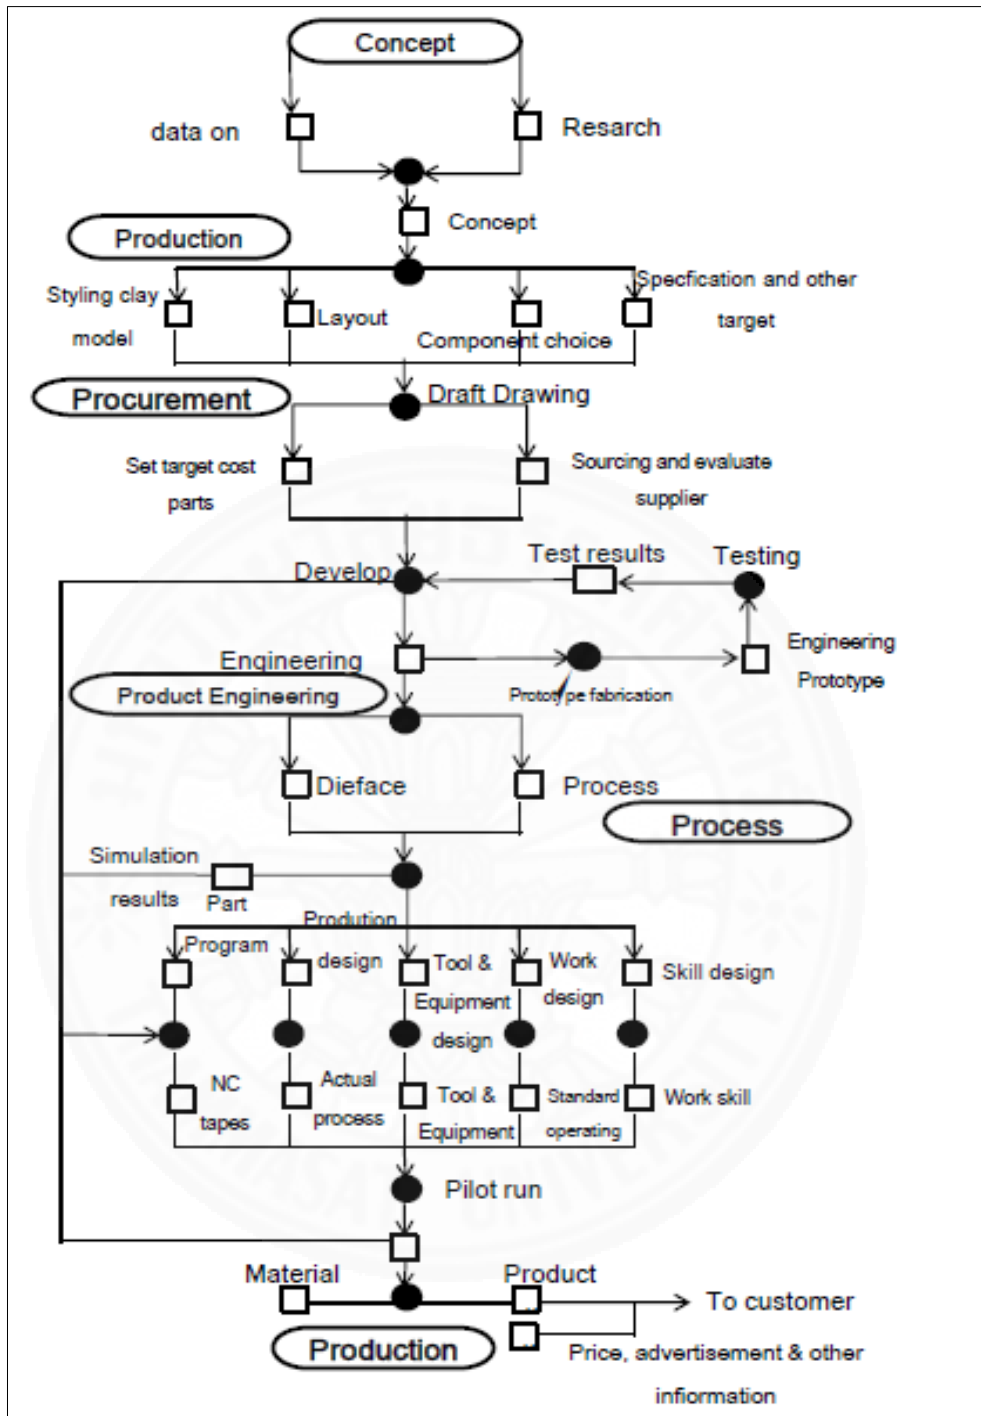 Concept
data on
Resarch
Concept
Production
Styling clay
model
Layout
Component choice
Specfication and other
target
Procurement
Draft Drawing
Set target cost
parts
Sourcing and evaluate
supplier
Develop
Test results
Testing
Engineering
Engineering
Prototype
Prototype fabrication
Product Engineering
Dieface
Process
Process
Simulation
results
Part
Prodution
Program
design
Tool &
Equipment
design
Work
design
Skill design
NC
tapes
Actual
process
Tool &
Equipment
Standard
operating
Work skill
Pilot run
Material
Product
To customer
Production
Price, advertisement & other
infiormation
THAMMASAT UNIVERSITY